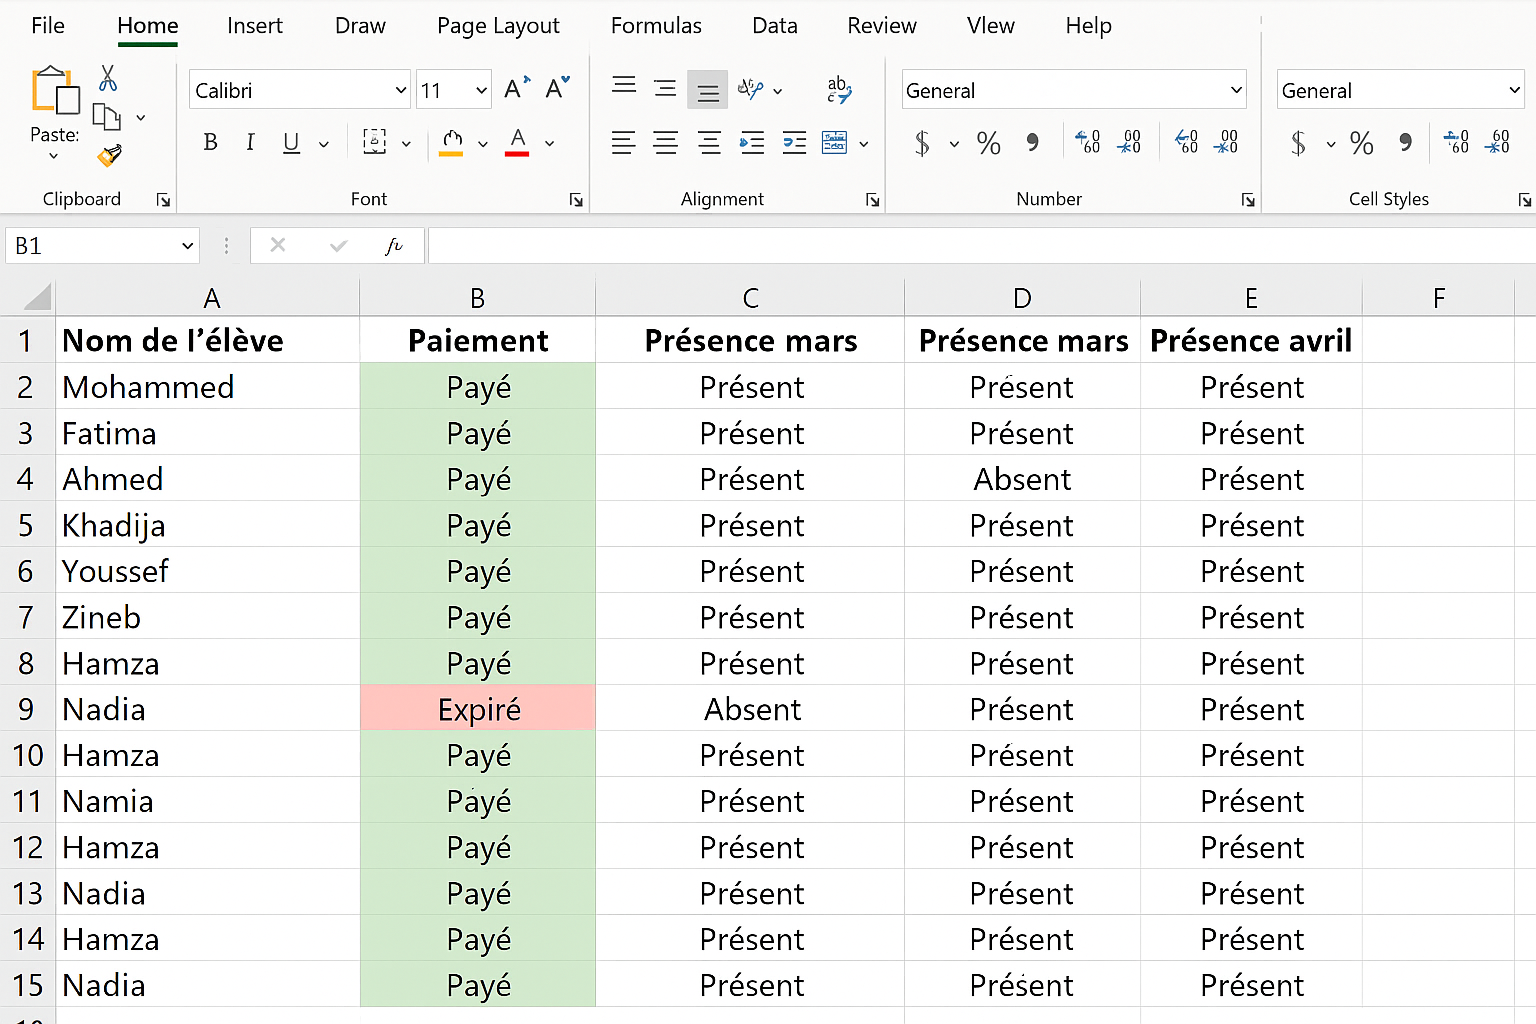 File Home Insert Draw Page Layout Formulas Data Review VIew Help
Calibri 11 General General
Paste:
B I U A $ % $ %
Clipboard Font Alignment Number Cell Styles
B1 fx
A B C D E F
1 Nom de l’élève Paiement Présence mars Présence mars Présence avril
2 Mohammed Payé Présent Présent Présent
3 Fatima Payé Présent Présent Présent
4 Ahmed Payé Présent Absent Présent
5 Khadija Payé Présent Présent Présent
6 Youssef Payé Présent Présent Présent
7 Zineb Payé Présent Présent Présent
8 Hamza Payé Présent Présent Présent
9 Nadia Expiré Absent Présent Présent
10 Hamza Payé Présent Présent Présent
11 Namia Payé Présent Présent Présent
12 Hamza Payé Présent Présent Présent
13 Nadia Payé Présent Présent Présent
14 Hamza Payé Présent Présent Présent
15 Nadia Payé Présent Présent Présent